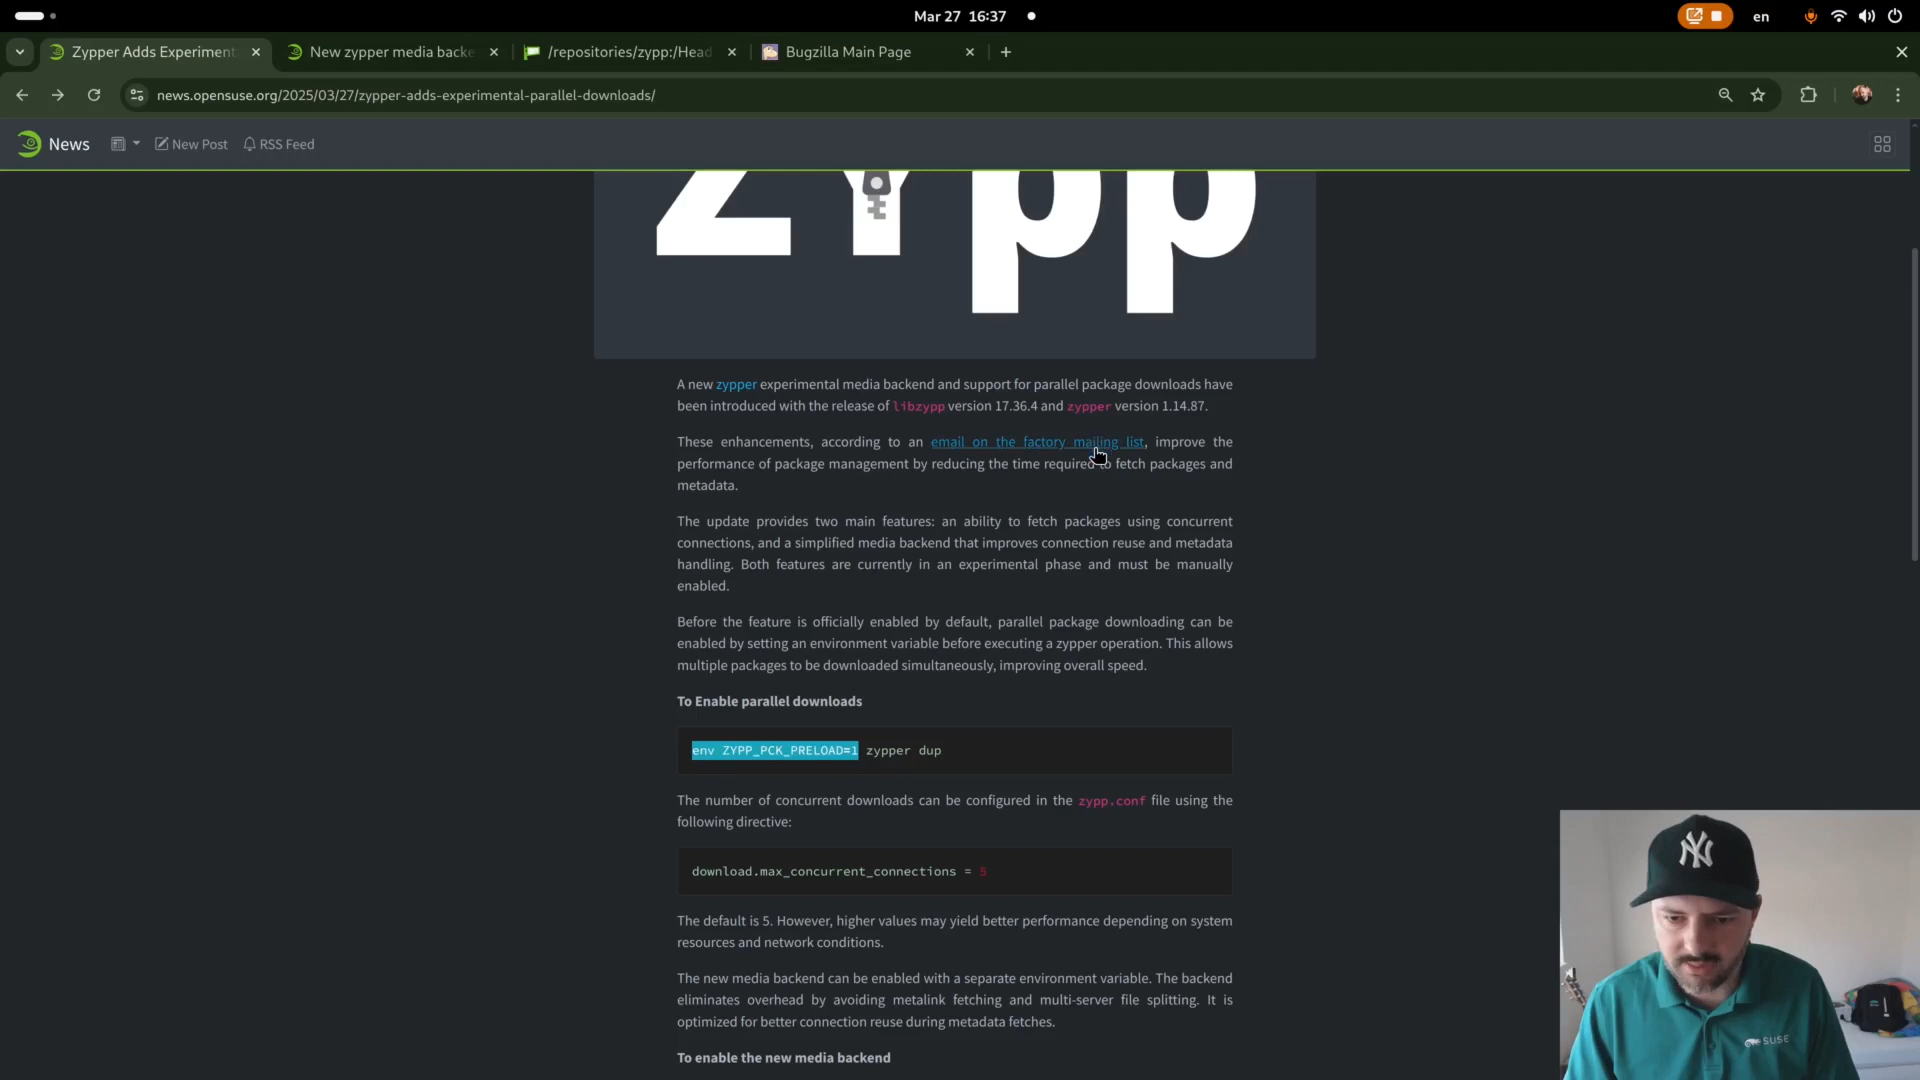 Mar 27 16:37
en
Zypper Adds Experiment
New zypper media backe
/repositories/zypp:/Head
Bugzilla Main Page
news.opensuse.org/2025/03/27/zypper-adds-experimental-parallel-downloads/
News
New Post
RSS Feed
ZYpp
A new zypper experimental media backend and support for parallel package downloads have
been introduced with the release of libzypp version 17.36.4 and zypper version 1.14.87.
These enhancements, according to an email on the factory mailing list, improve the
performance of package management by reducing the time required to fetch packages and
metadata.
The update provides two main features: an ability to fetch packages using concurrent
connections, and a simplified media backend that improves connection reuse and metadata
handling. Both features are currently in an experimental phase and must be manually
enabled.
Before the feature is officially enabled by default, parallel package downloading can be
enabled by setting an environment variable before executing a zypper operation. This allows
multiple packages to be downloaded simultaneously, improving overall speed.
To Enable parallel downloads
env ZYPP_PCK_PRELOAD=1 zypper dup
The number of concurrent downloads can be configured in the zypp.conf file using the
following directive:
download.max_concurrent_connections = 5
The default is 5. However, higher values may yield better performance depending on system
resources and network conditions.
The new media backend can be enabled with a separate environment variable. The backend
eliminates overhead by avoiding metalink fetching and multi-server file splitting. It is
optimized for better connection reuse during metadata fetches.
To enable the new media backend
NY
SUSE